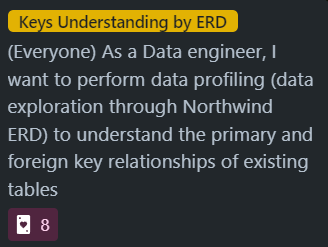 Keys Understanding by ERD
(Everyone) As a Data engineer, I
want to perform data profiling (data
exploration through Northwind
ERD) to understand the primary and
foreign key relationships of existing
tables
8